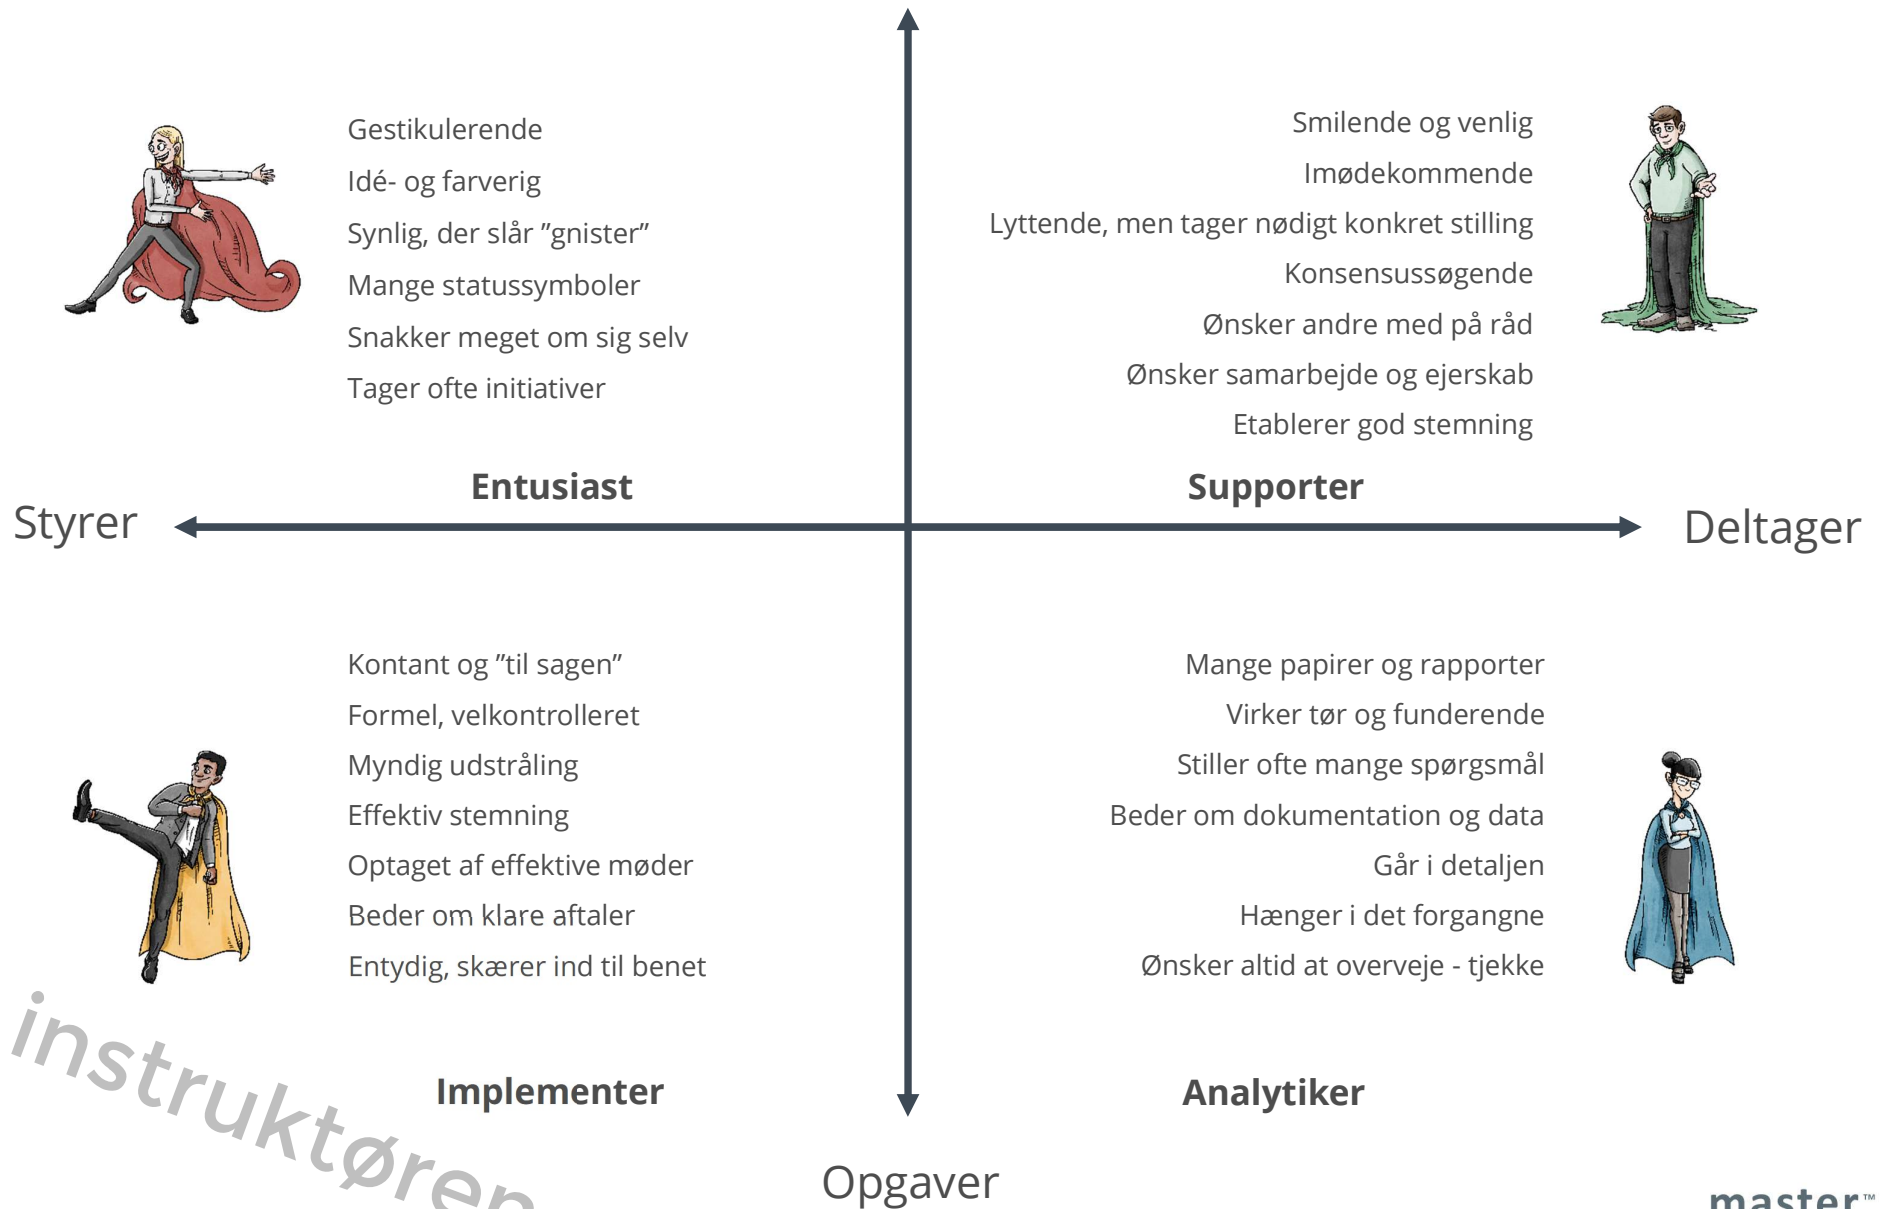 Gestikulerende
Idé- og farverig
Synlig, der slår ”gnister”
Mange statussymboler
Snakker meget om sig selv
Tager ofte initiativer
Entusiast
Smilende og venlig
Imødekommende
Lyttende, men tager nødigt konkret stilling
Konsensussøgende
Ønsker andre med på råd
Ønsker samarbejde og ejerskab
Etablerer god stemning
Supporter
Styrer
Deltager
Kontant og ”til sagen”
Formel, velkontrolleret
Myndig udstråling
Effektiv stemning
Optaget af effektive møder
Beder om klare aftaler
Entydig, skærer ind til benet
Implementer
Mange papirer og rapporter
Virker tør og funderende
Stiller ofte mange spørgsmål
Beder om dokumentation og data
Går i detaljen
Hænger i det forgangne
Ønsker altid at overveje - tjekke
Analytiker
Opgaver
instruktøren
master™